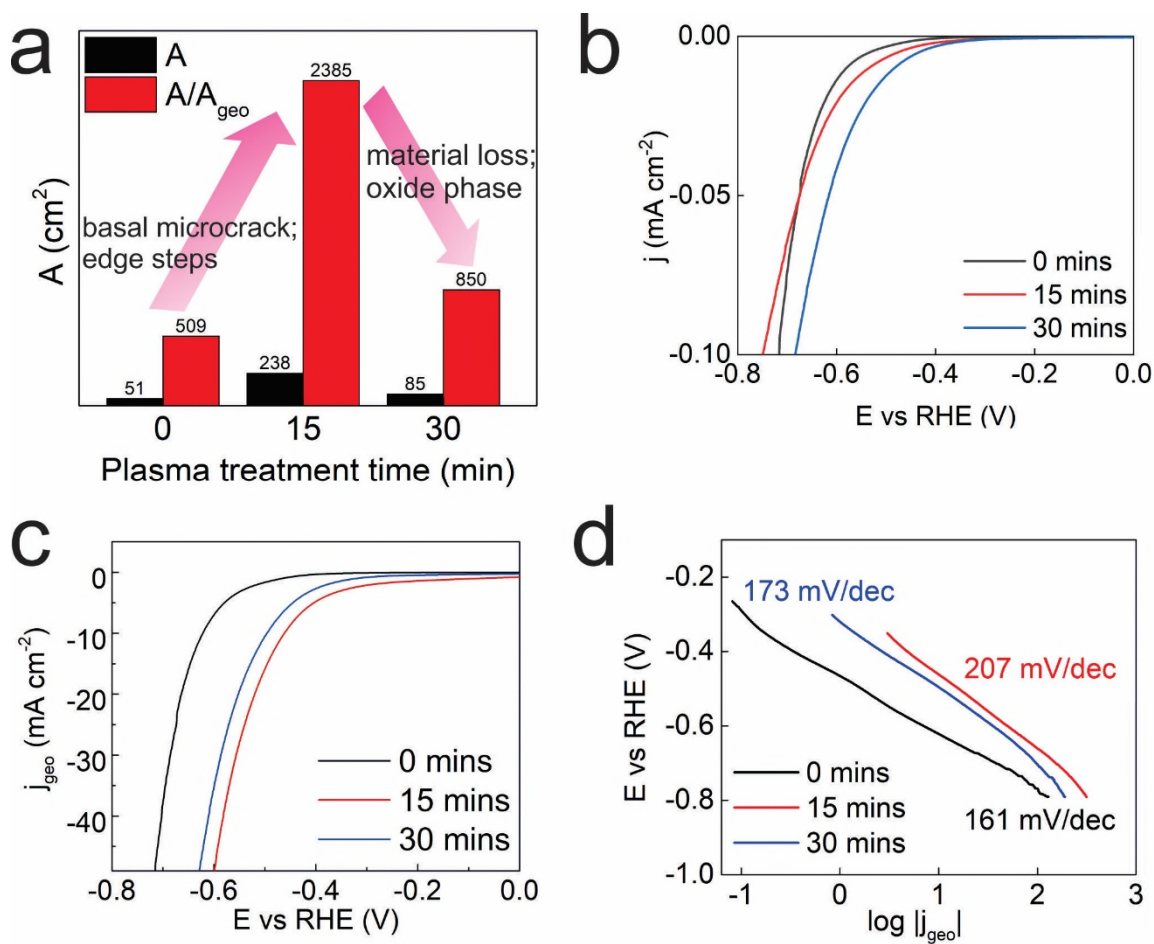 a
A
A/Ageo
2385
material loss;
oxide phase
basal microcrack;
edge steps
850
509
238
51
85
A (cm²)
0
15
30
Plasma treatment time (min)
b
0.00
-0.05
-0.10
j (mA cm⁻²)
0 mins
15 mins
30 mins
-0.8
-0.6
-0.4
-0.2
0.0
E vs RHE (V)
c
0
-10
-20
-30
-40
jgeo (mA cm⁻²)
0 mins
15 mins
30 mins
-0.8
-0.6
-0.4
-0.2
0.0
E vs RHE (V)
d
-0.2
-0.4
-0.6
-0.8
-1.0
E vs RHE (V)
173 mV/dec
207 mV/dec
0 mins
15 mins
30 mins
161 mV/dec
-1
0
1
2
3
log |jgeo|